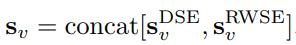 s_v = concat[s_v^DSE, s_v^RWSE].